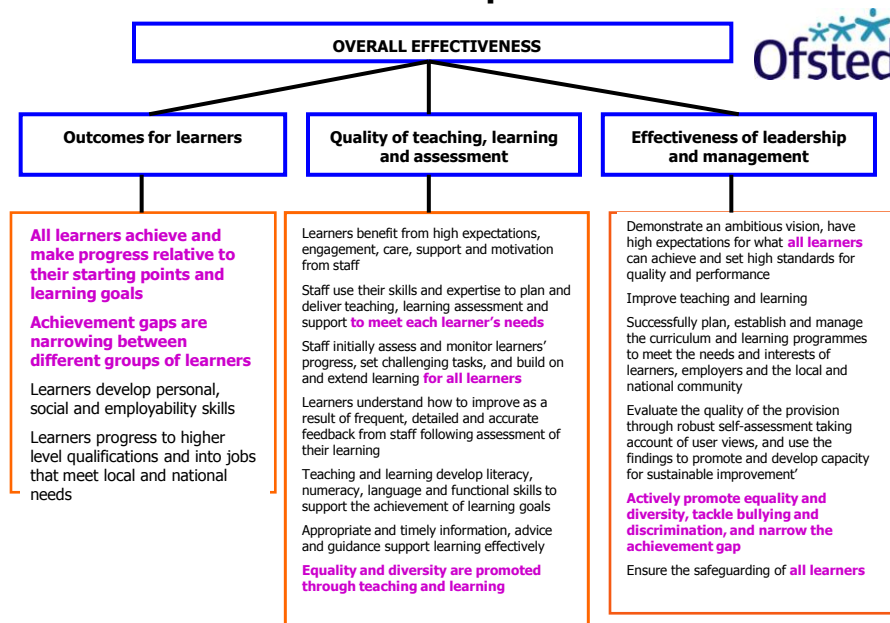 OVERALL EFFECTIVENESS
Ofsted
Outcomes for learners
Quality of teaching, learning
and assessment
Effectiveness of leadership
and management
All learners achieve and
make progress relative to
their starting points and
learning goals
Achievement gaps are
narrowing between
different groups of learners
Learners develop personal,
social and employability skills
Learners progress to higher
level qualifications and into jobs
that meet local and national
needs
Learners benefit from high expectations,
engagement, care, support and motivation
from staff
Staff use their skills and expertise to plan and
deliver teaching, learning assessment and
support to meet each learner's needs
Staff initially assess and monitor learners'
progress, set challenging tasks, and build on
and extend learning for all learners
Learners understand how to improve as a
result of frequent, detailed and accurate
feedback from staff following assessment of
their learning
Teaching and learning develop literacy,
numeracy, language and functional skills to
support the achievement of learning goals
Appropriate and timely information, advice
and guidance support learning effectively
Equality and diversity are promoted
through teaching and learning
Demonstrate an ambitious vision, have
high expectations for what all learners
can achieve and set high standards for
quality and performance
Improve teaching and learning
Successfully plan, establish and manage
the curriculum and learning programmes
to meet the needs and interests of
learners, employers and the local and
national community
Evaluate the quality of the provision
through robust self-assessment taking
account of user views, and use the
findings to promote and develop capacity
for sustainable improvement'
Actively promote equality and
diversity, tackle bullying and
discrimination, and narrow the
achievement gap
Ensure the safeguarding of all learners